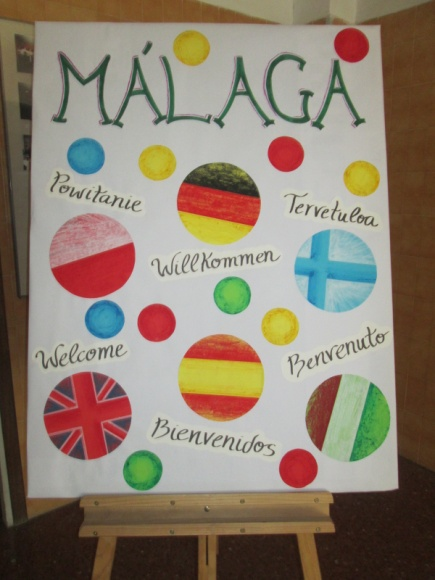 MÁLAGA
Powitanie
Willkommen
Tervetuloa
Welcome
Bienvenidos
Benvenuto